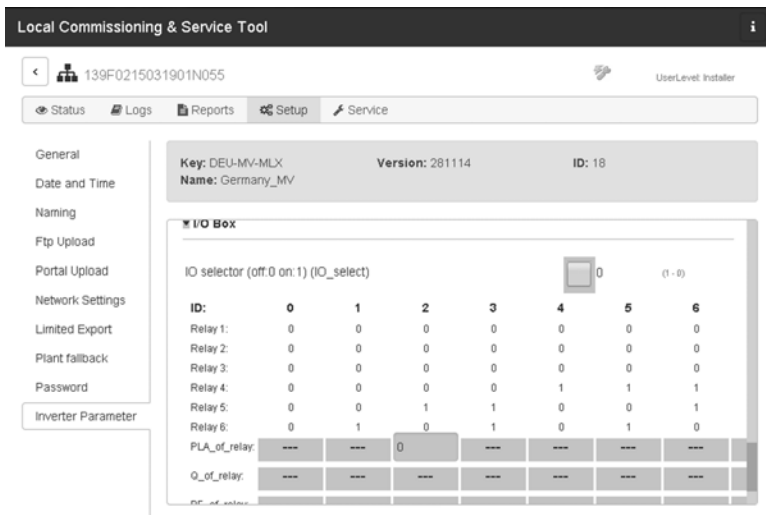 Local Commissioning & Service Tool
i
< 139F0215031901N055 UserLevel: Installer
Status Logs Reports Setup Service
General
Date and Time
Naming
Ftp Upload
Portal Upload
Network Settings
Limited Export
Plant fallback
Password
Inverter Parameter
Key: DEU-MV-MLX Version: 281114 ID: 18
Name: Germany_MV
I/O Box
IO selector (off:0 on:1) (IO_select) 0 (1 - 0)
ID: 0 1 2 3 4 5 6
Relay 1: 0 0 0 0 0 0 0
Relay 2: 0 0 0 0 0 0 0
Relay 3: 0 0 0 0 0 0 0
Relay 4: 0 0 0 0 1 1 1
Relay 5: 0 0 1 1 0 0 1
Relay 6: 0 1 0 1 0 1 0
PLA_of_relay: --- --- 0 --- --- --- ---
Q_of_relay: --- --- --- --- --- --- ---